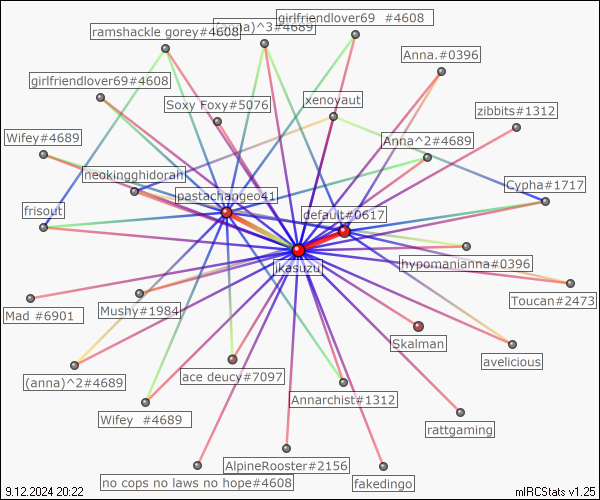 girlfriendlover69 #4608
(anna)^3#4689
ramshackle gorey#4608
Anna.#0396
girlfriendlover69#4608
Soxy Foxy#5076
xenoyaut
zibbits#1312
Wifey#4689
Anna^2#4689
neokingghidorah
Cypha#1717
pastachangeo41
frisout
default#0617
jikasuzu
hypomanianna#0396
Toucan#2473
Mad #6901
Mushy#1984
Skalman
avelicious
(anna)^2#4689
ace deucy#7097
Annarchist#1312
Wifey #4689
rattgaming
AlpineRooster#2156
no cops no laws no hope#4608
fakedingo
9.12.2024 20:22
mIRCStats v1.25